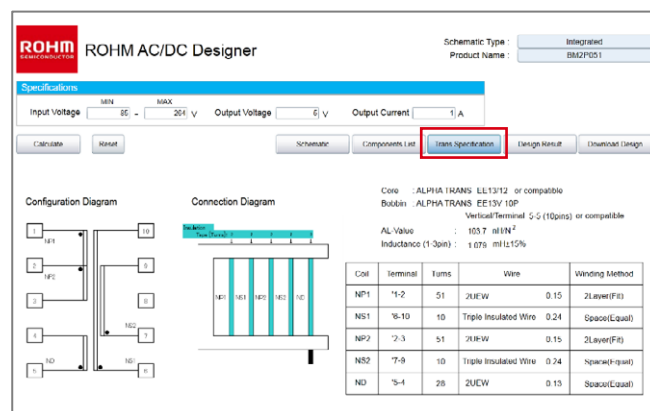 ROHM
SEMICONDUCTOR
ROHM AC/DC Designer
Schematic Type : Integrated
Product Name : BM2P051
Specifications
MIN MAX
Input Voltage 85 - 264 V Output Voltage 5 V Output Current 1 A
Calculate Reset Schematic Components List Trans Specification Design Result Download Design
Configuration Diagram
1 10
NP1
2 9
NP2
3 8
4 NS2 7
ND NS1
5 6
Connection Diagram
Insulation
Tape (Turns)
NP1 NS1 NP2 NS2 ND
Core : ALPHA TRANS EE13/12 or compatible
Bobbin : ALPHA TRANS EE13V 10P
Vertical/Terminal 5-5 (10pins) or compatible
AL-Value : 103.7 nH/N²
Inductance (1-3pin) : 1.079 mH±15%
Coil Terminal Turns Wire Winding Method
NP1 '1-2 51 2UEW 0.15 2Layer(Fit)
NS1 '6-10 10 Triple Insulated Wire 0.24 Space(Equal)
NP2 '2-3 51 2UEW 0.15 2Layer(Fit)
NS2 '7-9 10 Triple Insulated Wire 0.24 Space(Equal)
ND '5-4 28 2UEW 0.13 Space(Equal)